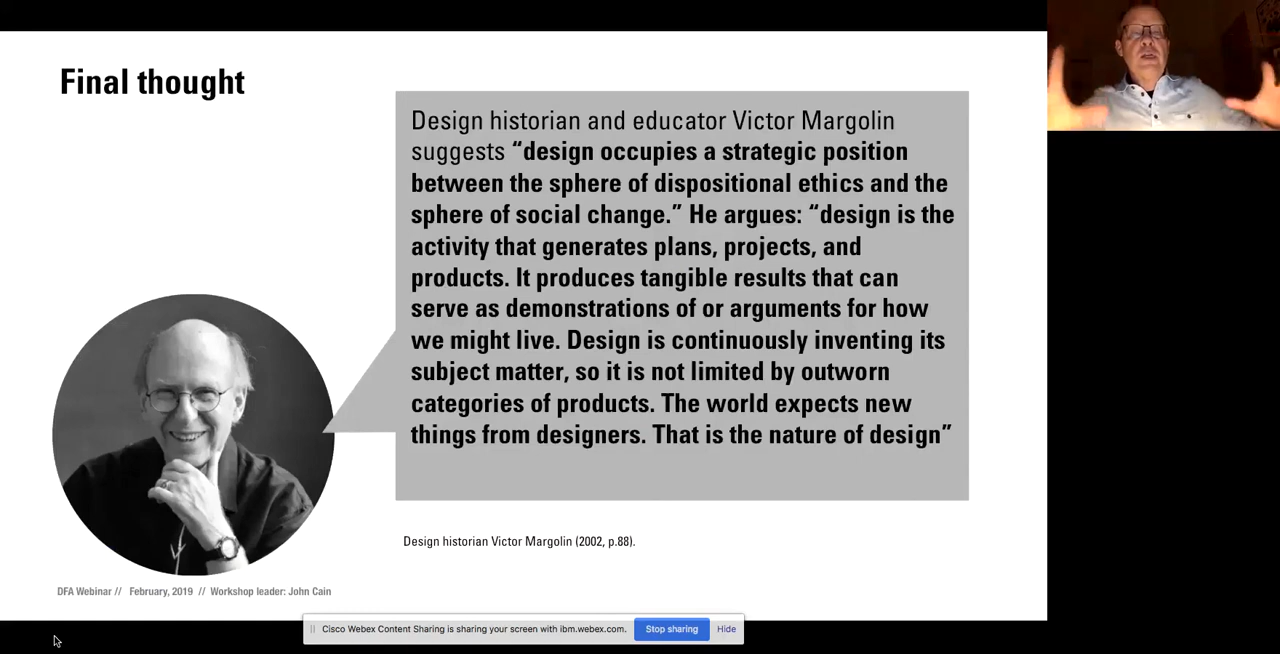 Final thought
Design historian and educator Victor Margolin
suggests “design occupies a strategic position
between the sphere of dispositional ethics and the
sphere of social change.” He argues: “design is the
activity that generates plans, projects, and
products. It produces tangible results that can
serve as demonstrations of or arguments for how
we might live. Design is continuously inventing its
subject matter, so it is not limited by outworn
categories of products. The world expects new
things from designers. That is the nature of design”
Design historian Victor Margolin (2002, p.88).
DFA Webinar // February, 2019 // Workshop leader: John Cain
Cisco Webex Content Sharing is sharing your screen with ibm.webex.com. Stop sharing Hide